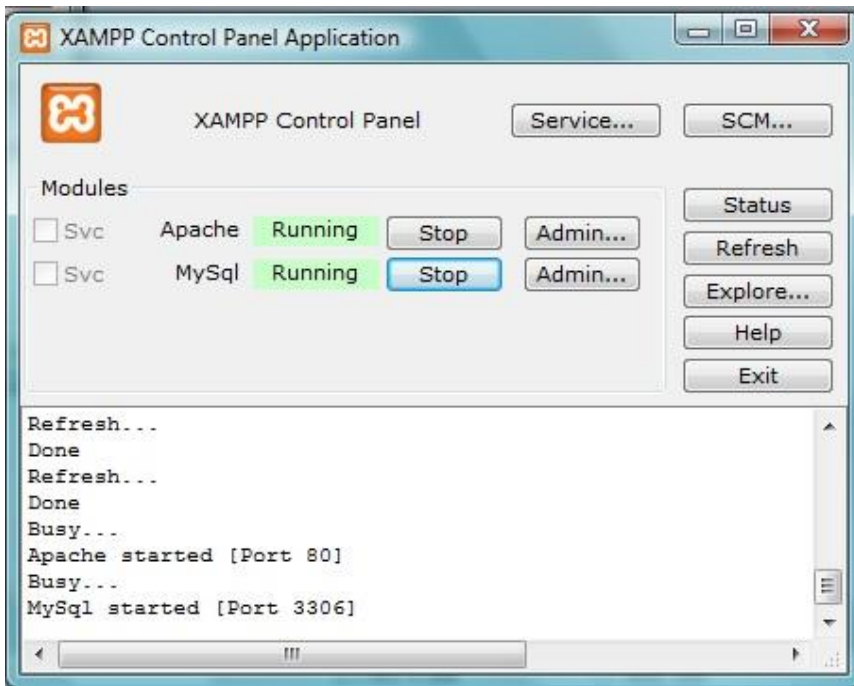 XAMPP Control Panel Application
XAMPP Control Panel Service... SCM...
Modules
Svc Apache Running Stop Admin...
Svc MySql Running Stop Admin...
Status
Refresh
Explore...
Help
Exit
Refresh...
Done
Refresh...
Done
Busy...
Apache started [Port 80]
Busy...
MySql started [Port 3306]